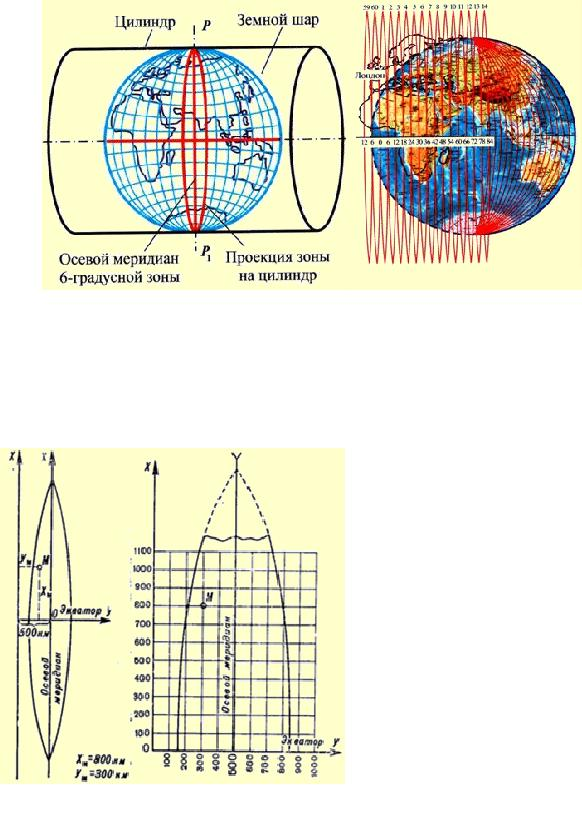 Цилиндр
P
Земной шар
Осевой меридиан
6-градусной зоны
P₁
Проекция зоны
на цилиндр
59 60 1 2 3 4 5 6 7 8 9 10 11 12 13 14
Лондон
12 6 0 6 12 18 24 30 36 42 48 54 60 66 72 78 84
X X
Yм М
Xм
0 Экватор У
500 км
Осевой
меридиан
Xм=800 км
Ум=300 км
X
1100
1000
900
800
700
600
500
400
300
200
100
0
М
Осевой меридиан
Экватор У
100 200 300 400 500 600 700 800 900 1000